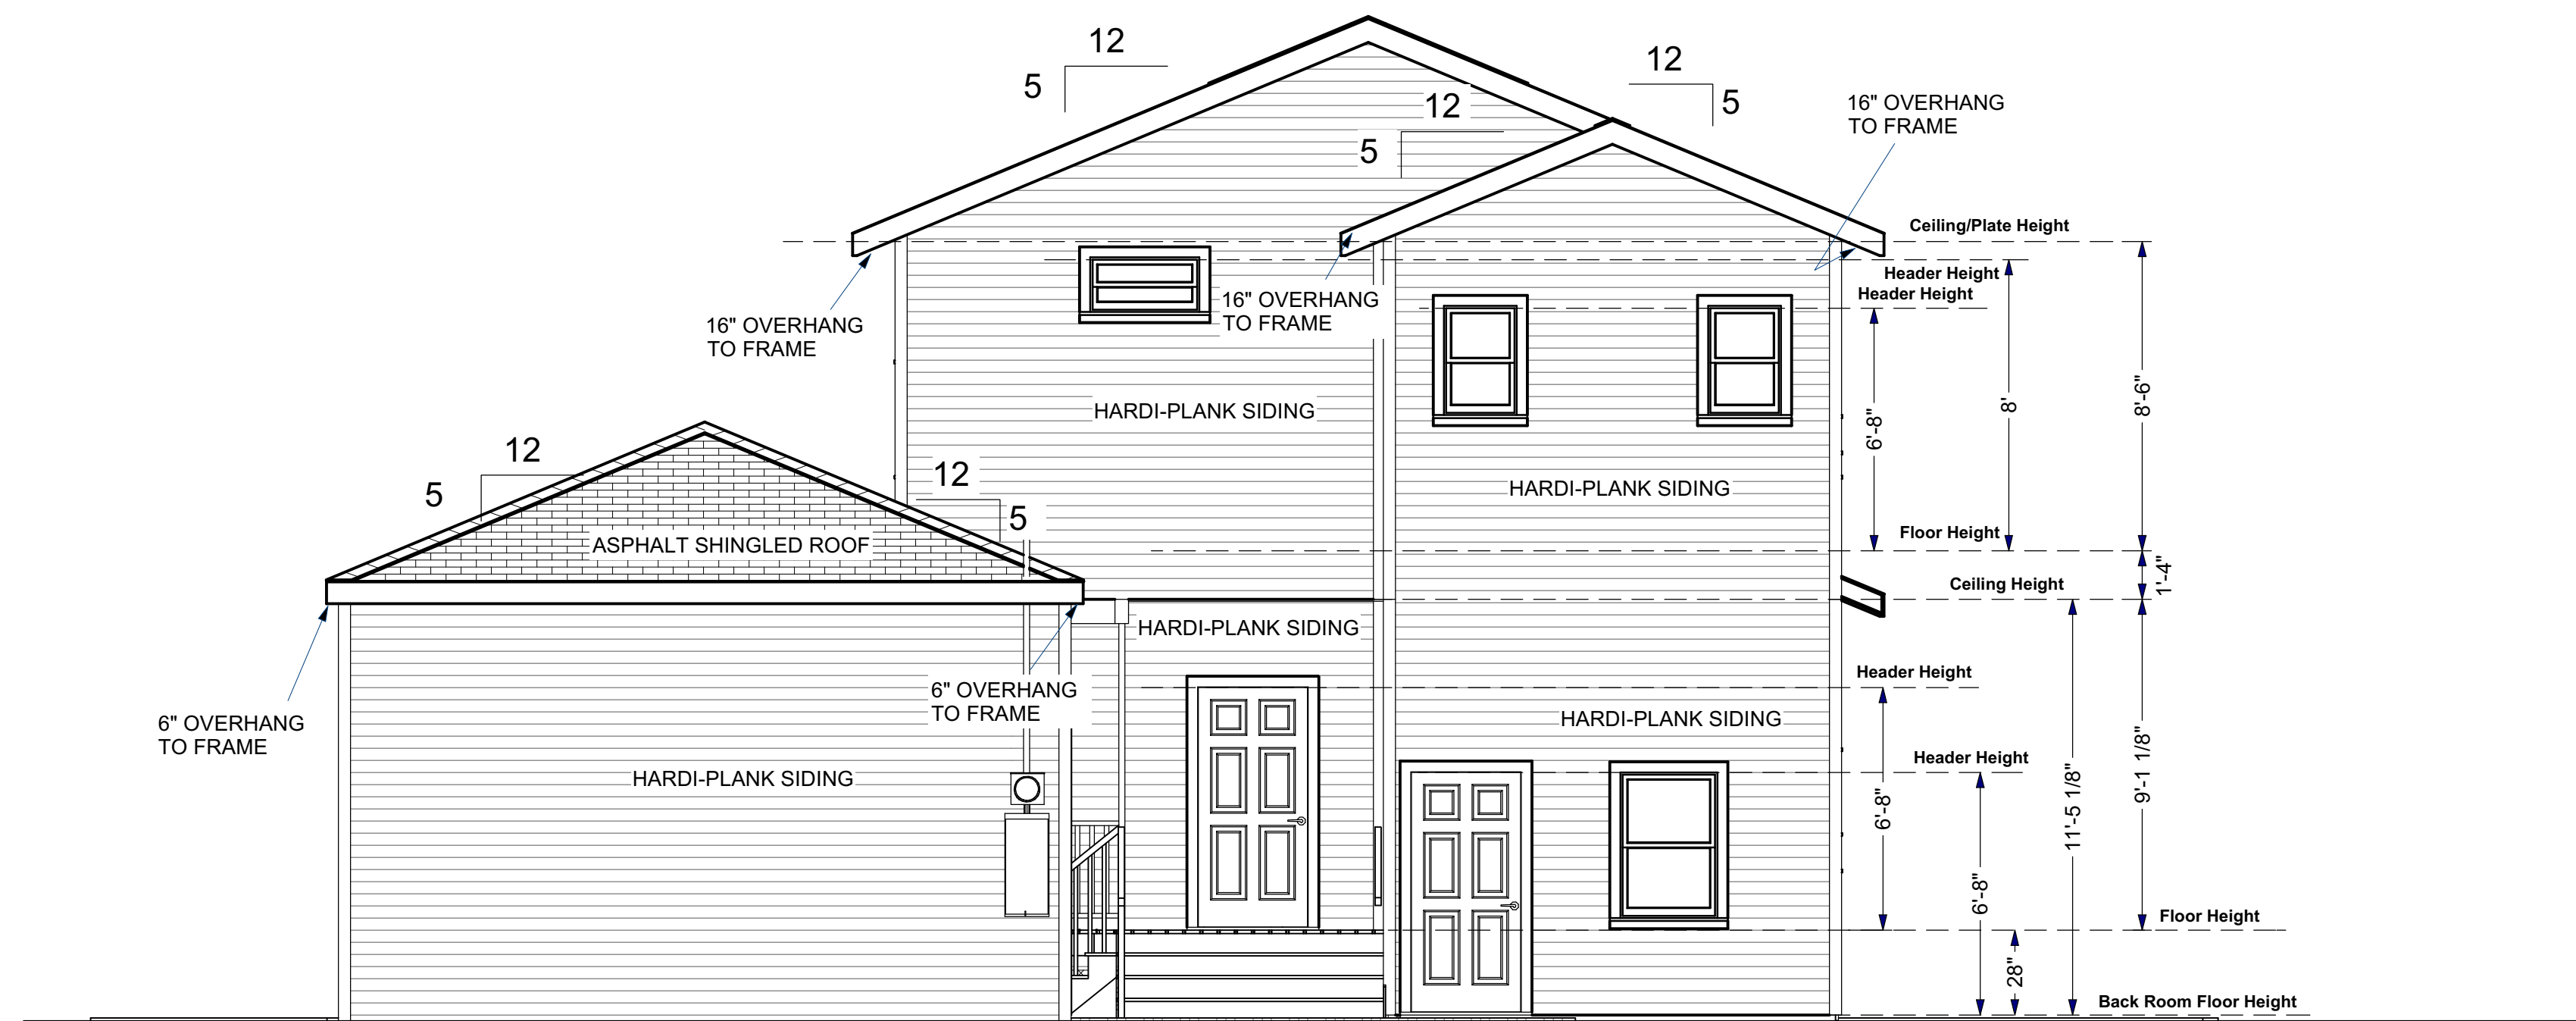 12
5
12
5
12
5
16" OVERHANG
TO FRAME
Ceiling/Plate Height
Header Height
Header Height
16" OVERHANG
TO FRAME
16" OVERHANG
TO FRAME
HARDI-PLANK SIDING
6'-8"
8'
8'-6"
12
5
12
5
HARDI-PLANK SIDING
ASPHALT SHINGLED ROOF
Floor Height
1'-4"
Ceiling Height
HARDI-PLANK SIDING
Header Height
6" OVERHANG
TO FRAME
6" OVERHANG
TO FRAME
HARDI-PLANK SIDING
HARDI-PLANK SIDING
Header Height
6'-8"
6'-8"
11'-5 1/8"
9'-1 1/8"
Floor Height
28"
Back Room Floor Height